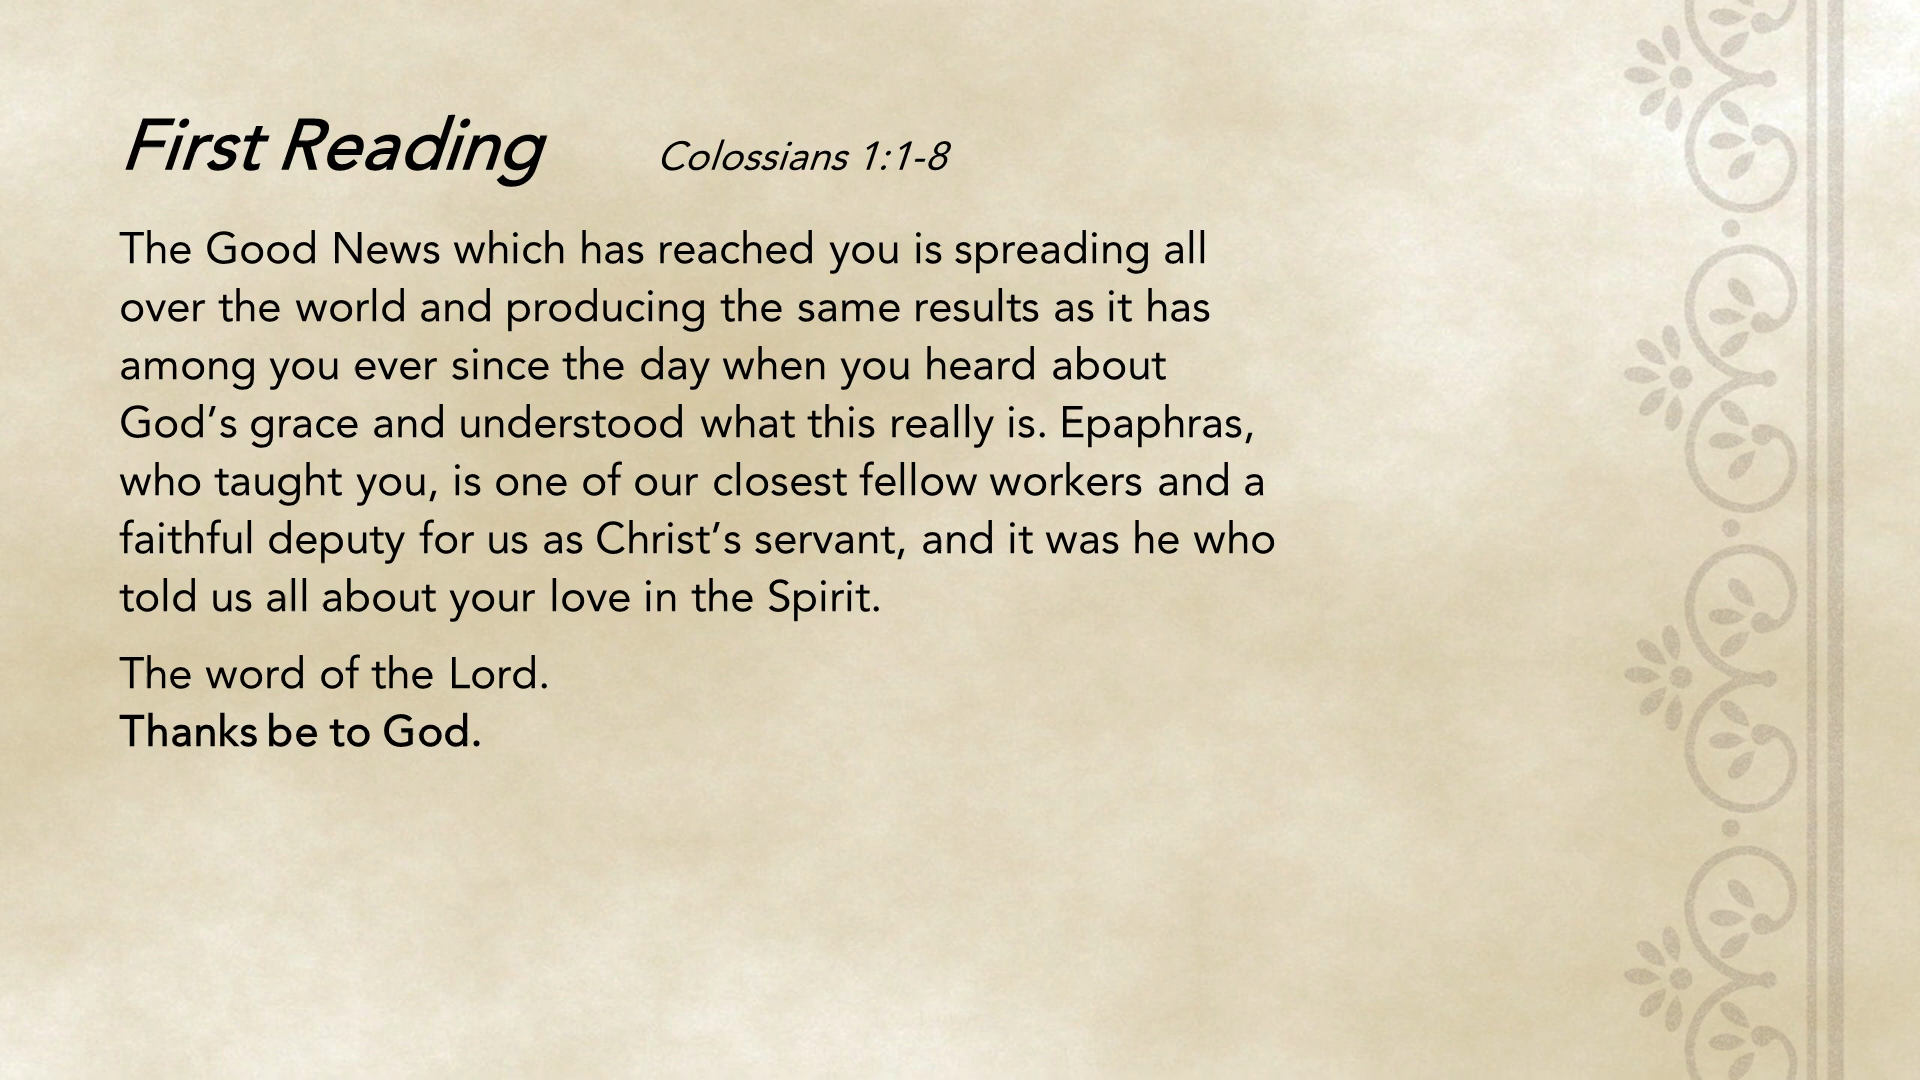 First Reading Colossians 1:1-8
The Good News which has reached you is spreading all
over the world and producing the same results as it has
among you ever since the day when you heard about
God’s grace and understood what this really is. Epaphras,
who taught you, is one of our closest fellow workers and a
faithful deputy for us as Christ’s servant, and it was he who
told us all about your love in the Spirit.
The word of the Lord.
Thanks be to God.